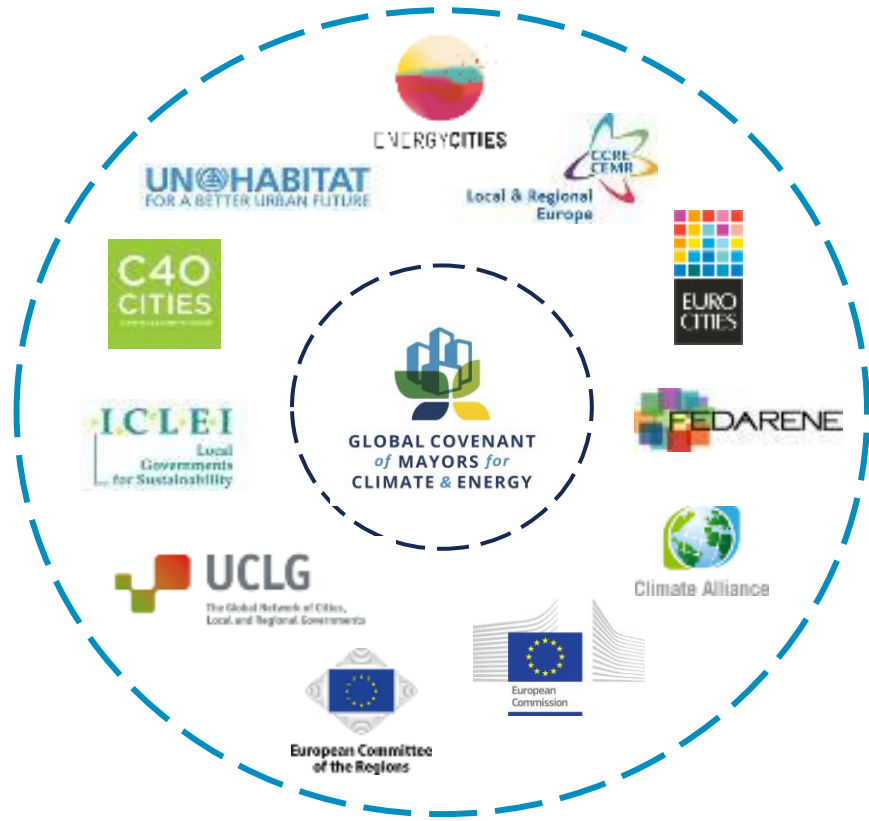 ENERGYCITIES
CCRE
CEMR
Local & Regional
Europe
UN HABITAT
FOR A BETTER URBAN FUTURE
C40
CITIES
EURO
CITIES
GLOBAL COVENANT
of MAYORS for
CLIMATE & ENERGY
FEDARENE
I.C.L.E.I
Local
Governments
for Sustainability
Climate Alliance
UCLG
The Global Network of Cities,
Local and Regional Governments
European
Commission
European Committee
of the Regions